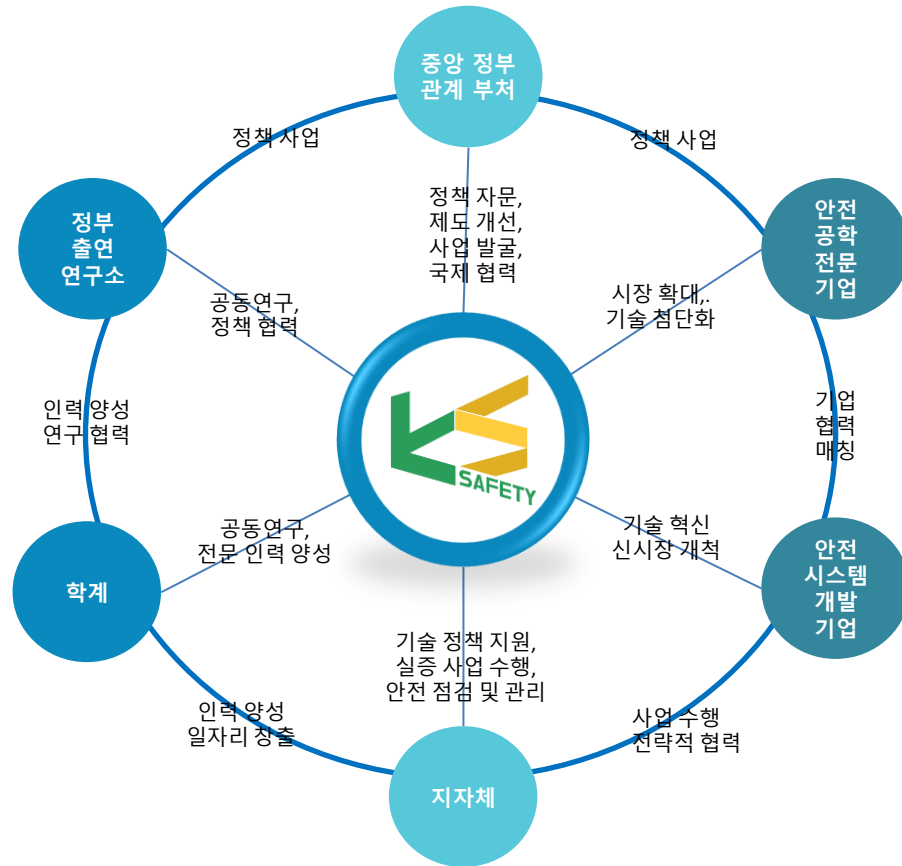 중앙 정부
관계 부처
정책 사업
정책 사업
정부
출연
연구소
정책 자문,
제도 개선,
사업 발굴,
국제 협력
안전
공학
전문
기업
공동연구,
정책 협력
시장 확대,.
기술 첨단화
인력 양성
연구 협력
기업
협력
매칭
SAFETY
공동연구,
전문 인력 양성
기술 혁신
신시장 개척
학계
안전
시스템
개발
기업
기술 정책 지원,
실증 사업 수행,
안전 점검 및 관리
인력 양성
일자리 창출
사업 수행
전략적 협력
지자체